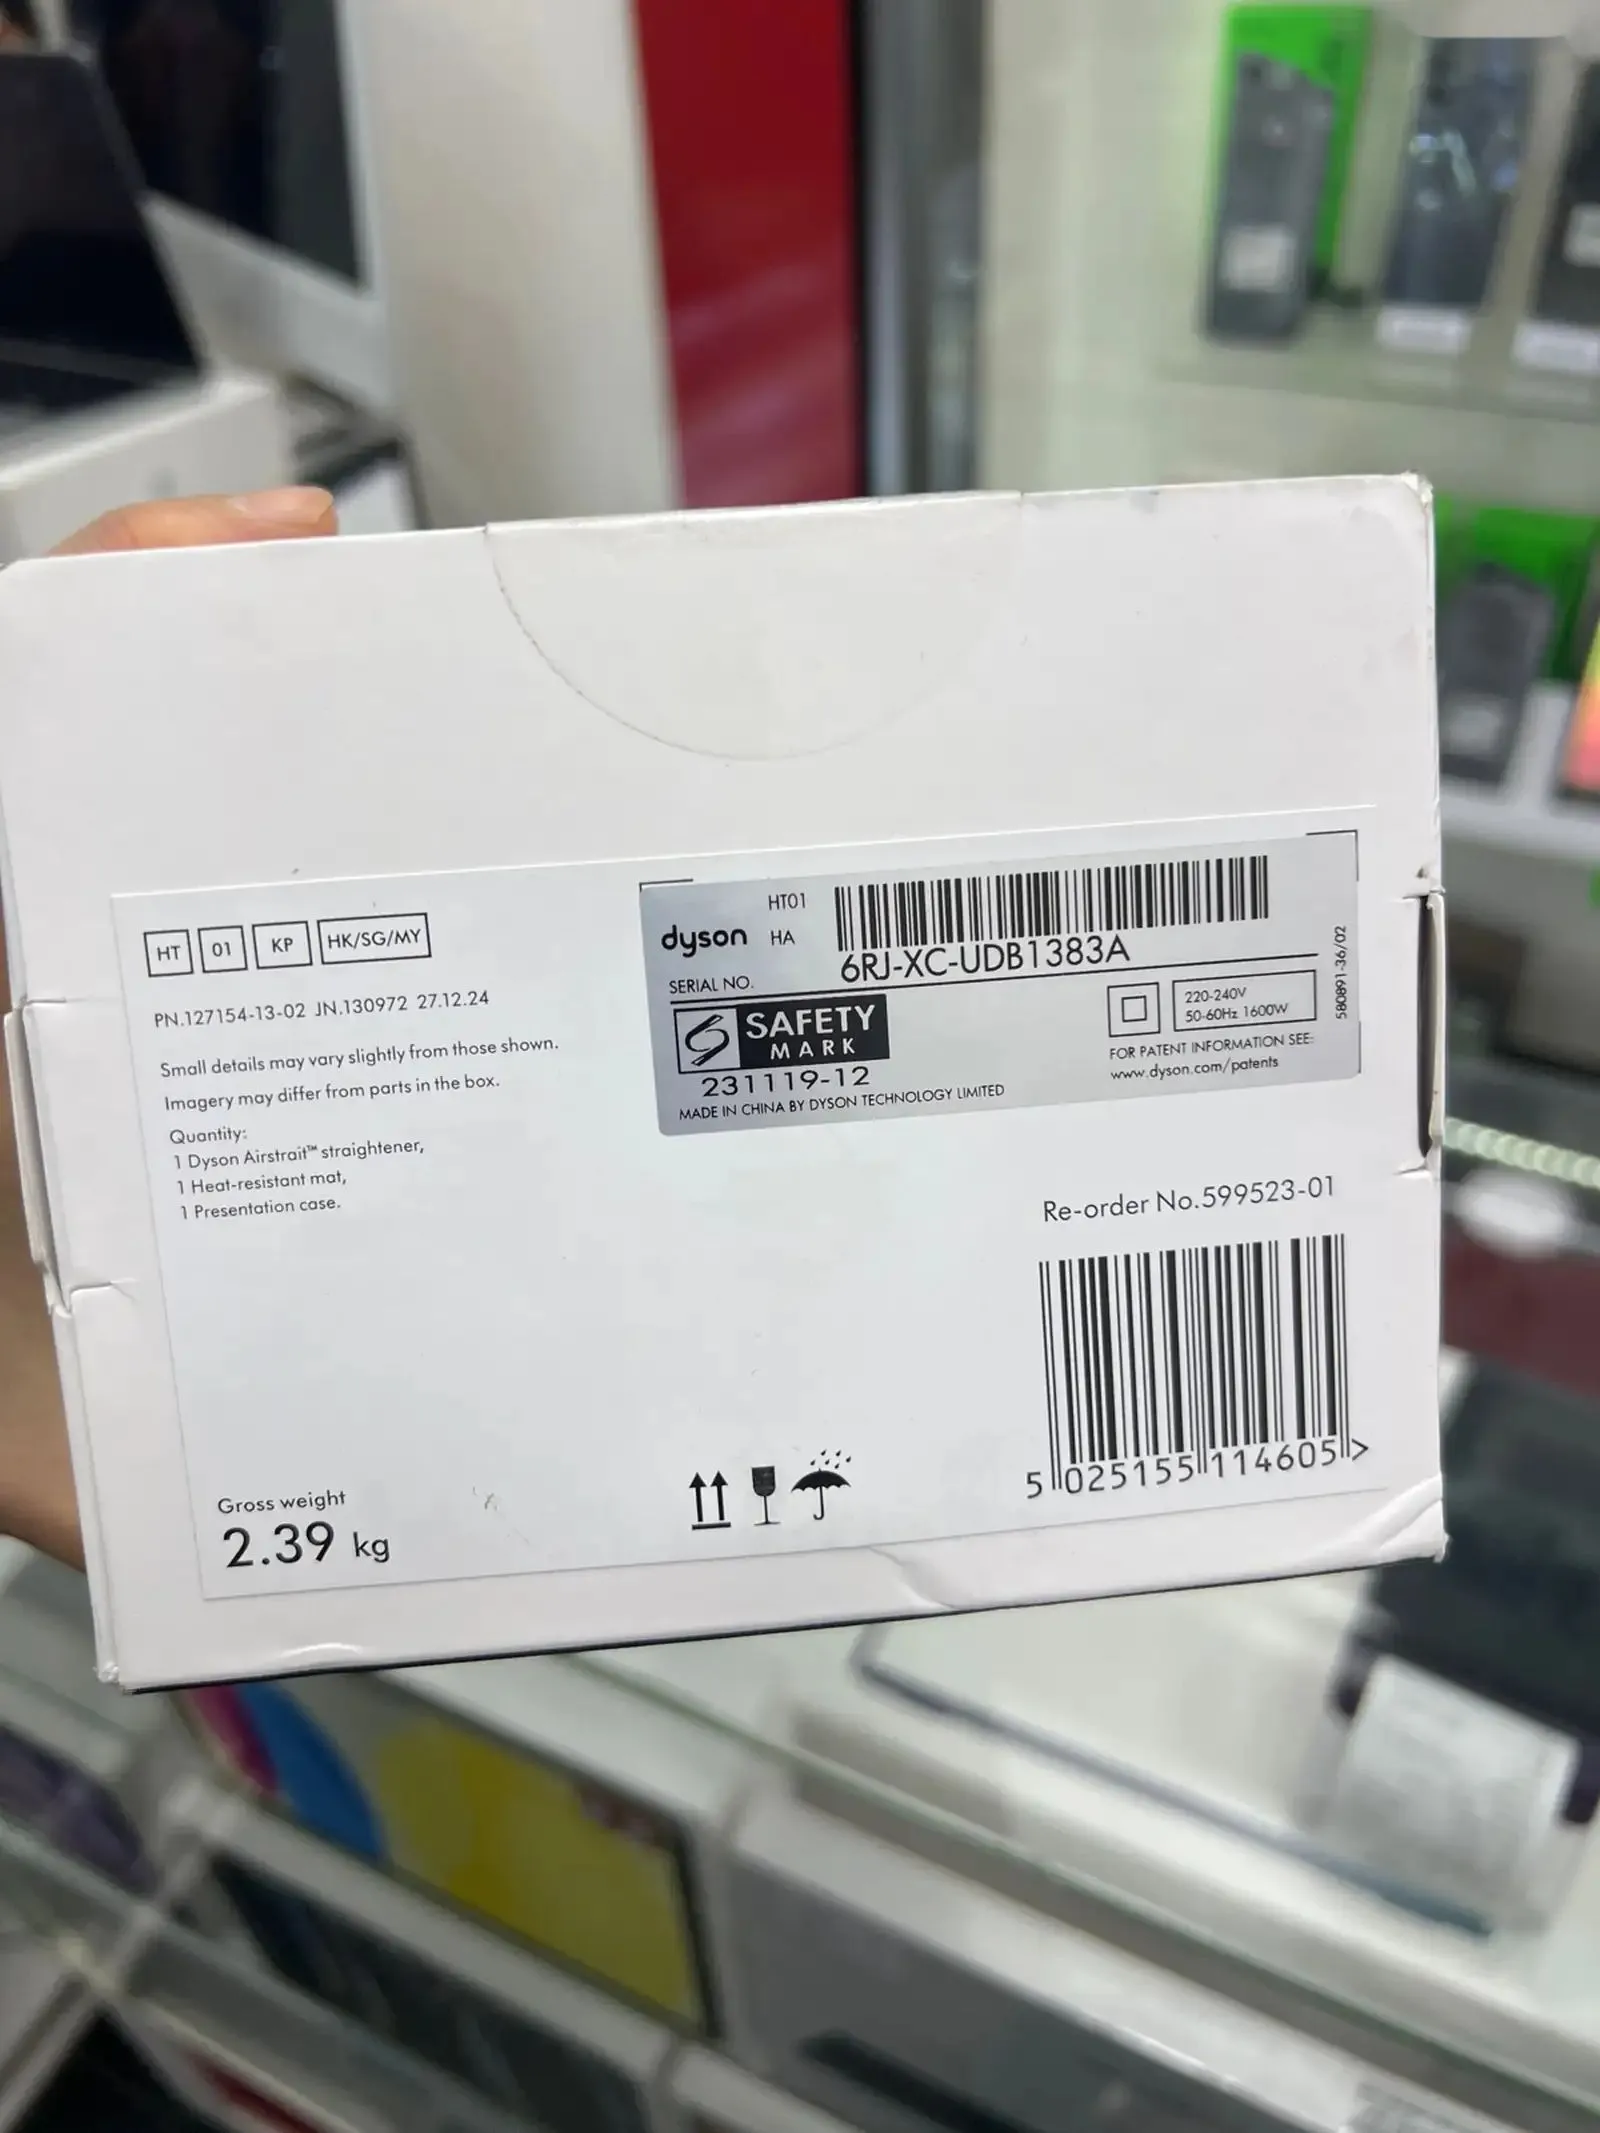 HT 01 KP HK/SG/MY
PN.127154-13-02 JN.130972 27.12.24
Small details may vary slightly from those shown.
Imagery may differ from parts in the box.
Quantity:
1 Dyson Airstrait™ straightener,
1 Heat-resistant mat,
1 Presentation case.
Gross weight
2.39 kg
dyson
HT01
HA
SERIAL NO.
6RJ-XC-UDB1383A
SAFETY
MARK
231119-12
MADE IN CHINA BY DYSON TECHNOLOGY LIMITED
220-240V
50-60Hz 1600W
FOR PATENT INFORMATION SEE:
www.dyson.com/patents
580891-36/02
Re-order No.599523-01
5 025155 114605 >